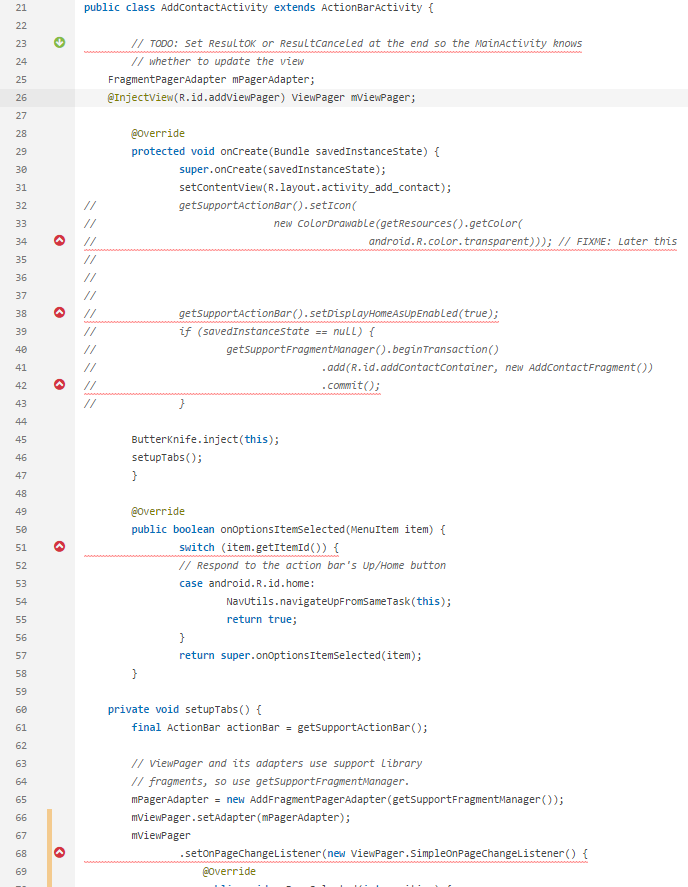 21 public class AddContactActivity extends ActionBarActivity {
22
23 // TODO: Set ResultOK or ResultCanceled at the end so the MainActivity knows
24 // whether to update the view
25 FragmentPagerAdapter mPagerAdapter;
26 @InjectView(R.id.addViewPager) ViewPager mViewPager;
27
28 @Override
29 protected void onCreate(Bundle savedInstanceState) {
30 super.onCreate(savedInstanceState);
31 setContentView(R.layout.activity_add_contact);
32 // getSupportActionBar().setIcon(
33 // new ColorDrawable(getResources().getColor(
34 // android.R.color.transparent))); // FIXME: Later this
35 //
36 //
37 //
38 // getSupportActionBar().setDisplayHomeAsUpEnabled(true);
39 // if (savedInstanceState == null) {
40 // getSupportFragmentManager().beginTransaction()
41 // .add(R.id.addContactContainer, new AddContactFragment())
42 // .commit();
43 // }
44
45 ButterKnife.inject(this);
46 setupTabs();
47 }
48
49 @Override
50 public boolean onOptionsItemSelected(MenuItem item) {
51 switch (item.getItemId()) {
52 // Respond to the action bar's Up/Home button
53 case android.R.id.home:
54 NavUtils.navigateUpFromSameTask(this);
55 return true;
56 }
57 return super.onOptionsItemSelected(item);
58 }
59
60 private void setupTabs() {
61 final ActionBar actionBar = getSupportActionBar();
62
63 // ViewPager and its adapters use support library
64 // fragments, so use getSupportFragmentManager.
65 mPagerAdapter = new AddFragmentPagerAdapter(getSupportFragmentManager());
66 mViewPager.setAdapter(mPagerAdapter);
67 mViewPager
68 .setOnPageChangeListener(new ViewPager.SimpleOnPageChangeListener() {
69 @Override